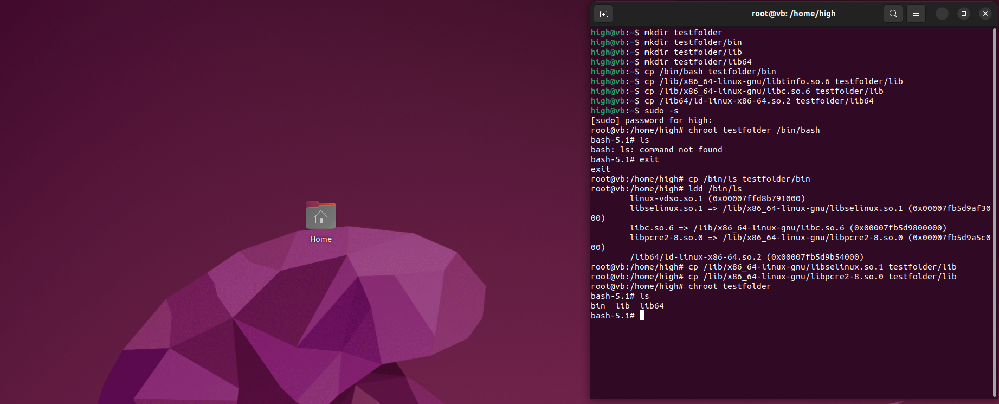 root@vb: /home/high
high@vb:~$ mkdir testfolder
high@vb:~$ mkdir testfolder/bin
high@vb:~$ mkdir testfolder/lib
high@vb:~$ mkdir testfolder/lib64
high@vb:~$ cp /bin/bash testfolder/bin
high@vb:~$ cp /lib/x86_64-linux-gnu/libtinfo.so.6 testfolder/lib
high@vb:~$ cp /lib/x86_64-linux-gnu/libc.so.6 testfolder/lib
high@vb:~$ cp /lib64/ld-linux-x86-64.so.2 testfolder/lib64
high@vb:~$ sudo -s
[sudo] password for high:
root@vb:/home/high# chroot testfolder /bin/bash
bash-5.1# ls
bash: ls: command not found
bash-5.1# exit
exit
root@vb:/home/high# cp /bin/ls testfolder/bin
root@vb:/home/high# ldd /bin/ls
linux-vdso.so.1 (0x00007ffd8b791000)
libselinux.so.1 => /lib/x86_64-linux-gnu/libselinux.so.1 (0x00007fb5d9af30
00)
libc.so.6 => /lib/x86_64-linux-gnu/libc.so.6 (0x00007fb5d9800000)
libpcre2-8.so.0 => /lib/x86_64-linux-gnu/libpcre2-8.so.0 (0x00007fb5d9a5c0
00)
/lib64/ld-linux-x86-64.so.2 (0x00007fb5d9b54000)
root@vb:/home/high# cp /lib/x86_64-linux-gnu/libselinux.so.1 testfolder/lib
root@vb:/home/high# cp /lib/x86_64-linux-gnu/libpcre2-8.so.0 testfolder/lib
root@vb:/home/high# chroot testfolder
bash-5.1# ls
bin  lib  lib64
bash-5.1#
Home